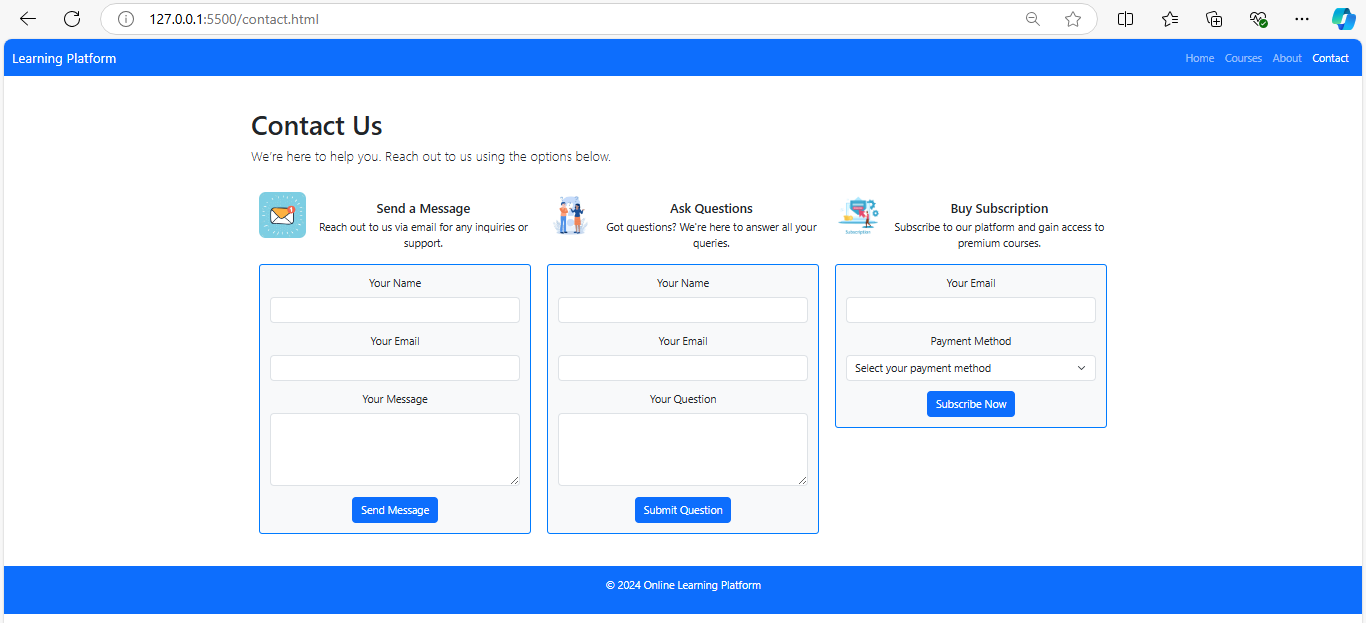 127.0.0.1:5500/contact.html
Learning Platform
Home Courses About Contact
Contact Us
We're here to help you. Reach out to us using the options below.
Send a Message
Reach out to us via email for any inquiries or
support.
Your Name
Your Email
Your Message
Send Message
Ask Questions
Got questions? We're here to answer all your
queries.
Your Name
Your Email
Your Question
Submit Question
Buy Subscription
Subscribe to our platform and gain access to
premium courses.
Your Email
Payment Method
Select your payment method
Subscribe Now
© 2024 Online Learning Platform